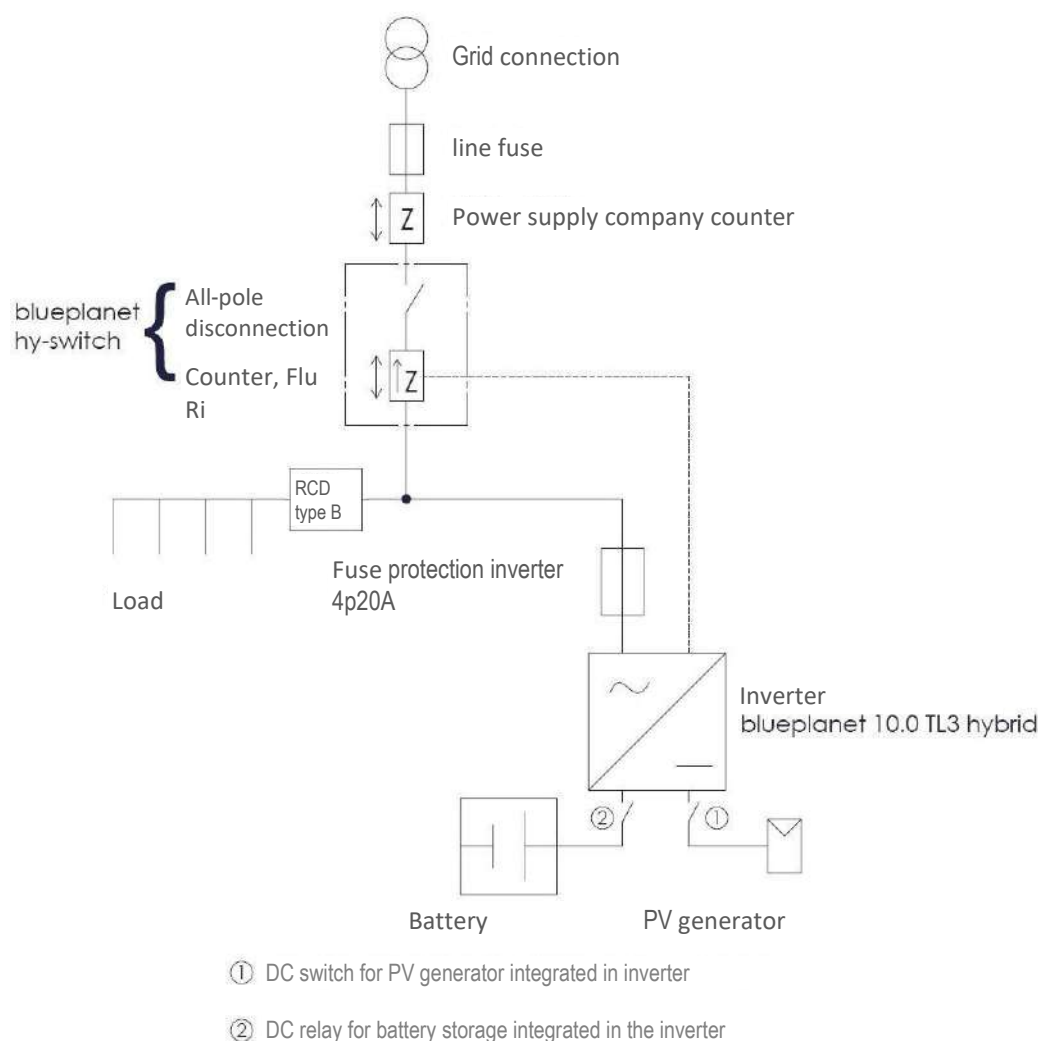 Grid connection
line fuse
Z
Power supply company counter
blueplanet
hy-switch
All-pole
disconnection
Counter, Flu
Ri
Z
RCD
type B
Load
Fuse protection inverter
4p20A
Inverter
blueplanet 10.0 TL3 hybrid
②
①
Battery
PV generator
① DC switch for PV generator integrated in inverter
② DC relay for battery storage integrated in the inverter